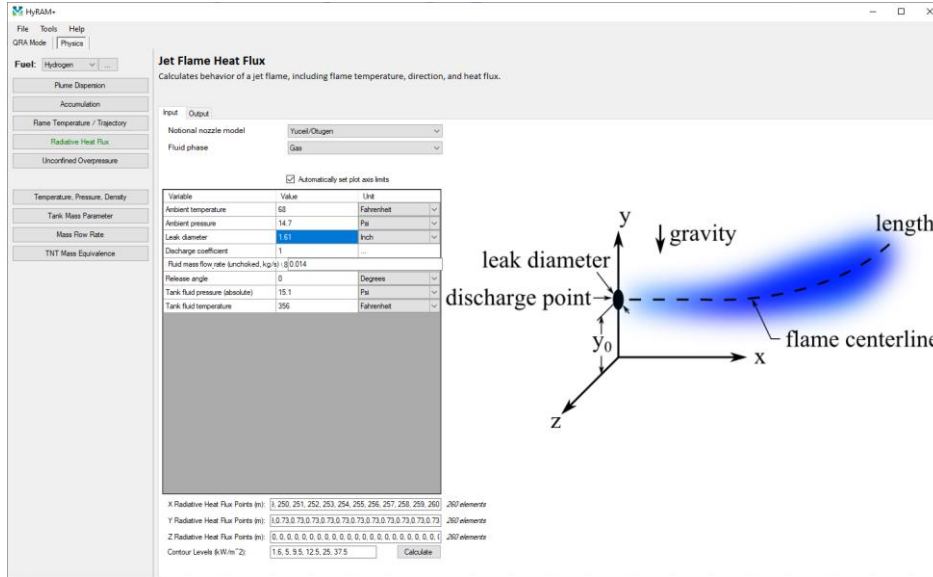 HyRAM+
File Tools Help
QRA Mode Physics
Fuel: Hydrogen ...
Plume Dispersion
Accumulation
Flame Temperature / Trajectory
Radiative Heat Flux
Unconfined Overpressure
Temperature, Pressure, Density
Tank Mass Parameter
Mass Flow Rate
TNT Mass Equivalence
Jet Flame Heat Flux
Calculates behavior of a jet flame, including flame temperature, direction, and heat flux.
Input Output
Notional nozzle model Yuceil/Otugen
Fluid phase Gas
Automatically set plot axis limits
Variable Value Unit
Ambient temperature 68 Fahrenheit
Ambient pressure 14.7 Psi
Leak diameter 1.61 Inch
Discharge coefficient 1 ...
Fluid mass flow rate (unchoked, kg/s) 0.014
Release angle 0 Degrees
Tank fluid pressure (absolute) 15.1 Psi
Tank fluid temperature 356 Fahrenheit
X Radiative Heat Flux Points (m): 250, 251, 252, 253, 254, 255, 256, 257, 258, 259, 260 260 elements
Y Radiative Heat Flux Points (m): 0.73,0.73,0.73,0.73,0.73,0.73,0.73,0.73,0.73,0.73,0.73 260 elements
Z Radiative Heat Flux Points (m): 0, 0, 0, 0, 0, 0, 0, 0, 0, 0, 0, 0, 0, 0, 0, 0, 0, 0, 0, 0, 0, 260 elements
Contour Levels (kW/m^2): 1.6, 5, 9.5, 12.5, 25, 37.5 Calculate
y
gravity
length
leak diameter
discharge point
y0
flame centerline
x
z